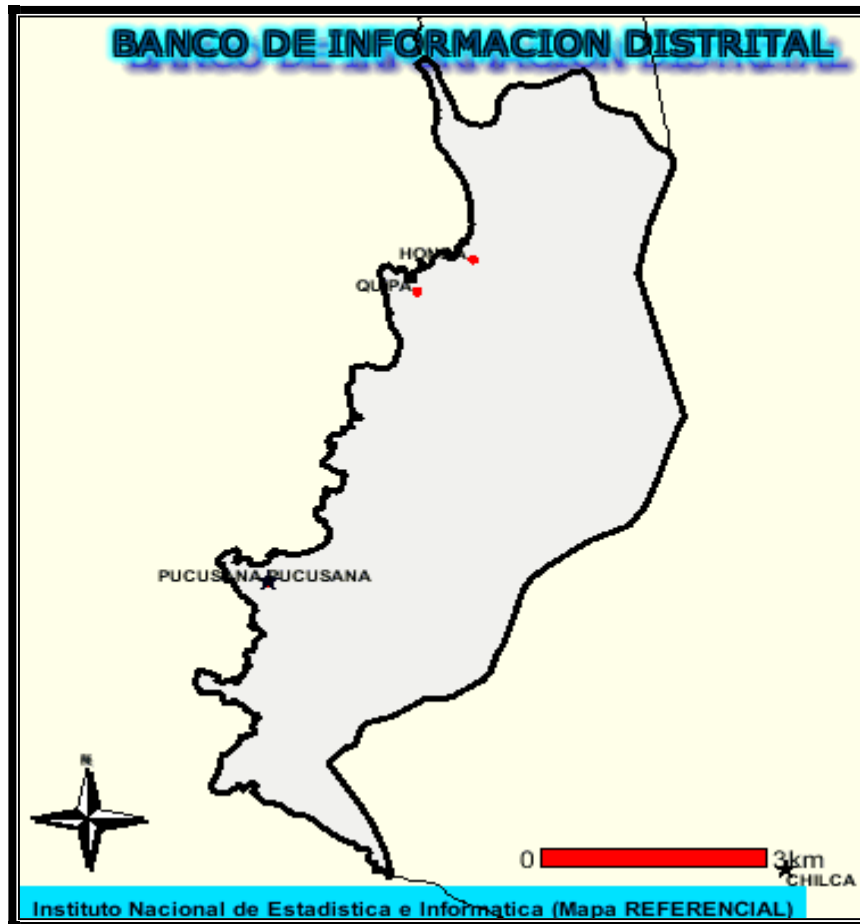 BANCO DE INFORMACION DISTRITAL
QUIPA
PUCUSANA PUCUSANA
N
0 3km
CHILCA
Instituto Nacional de Estadistica e Informatica (Mapa REFERENCIAL)